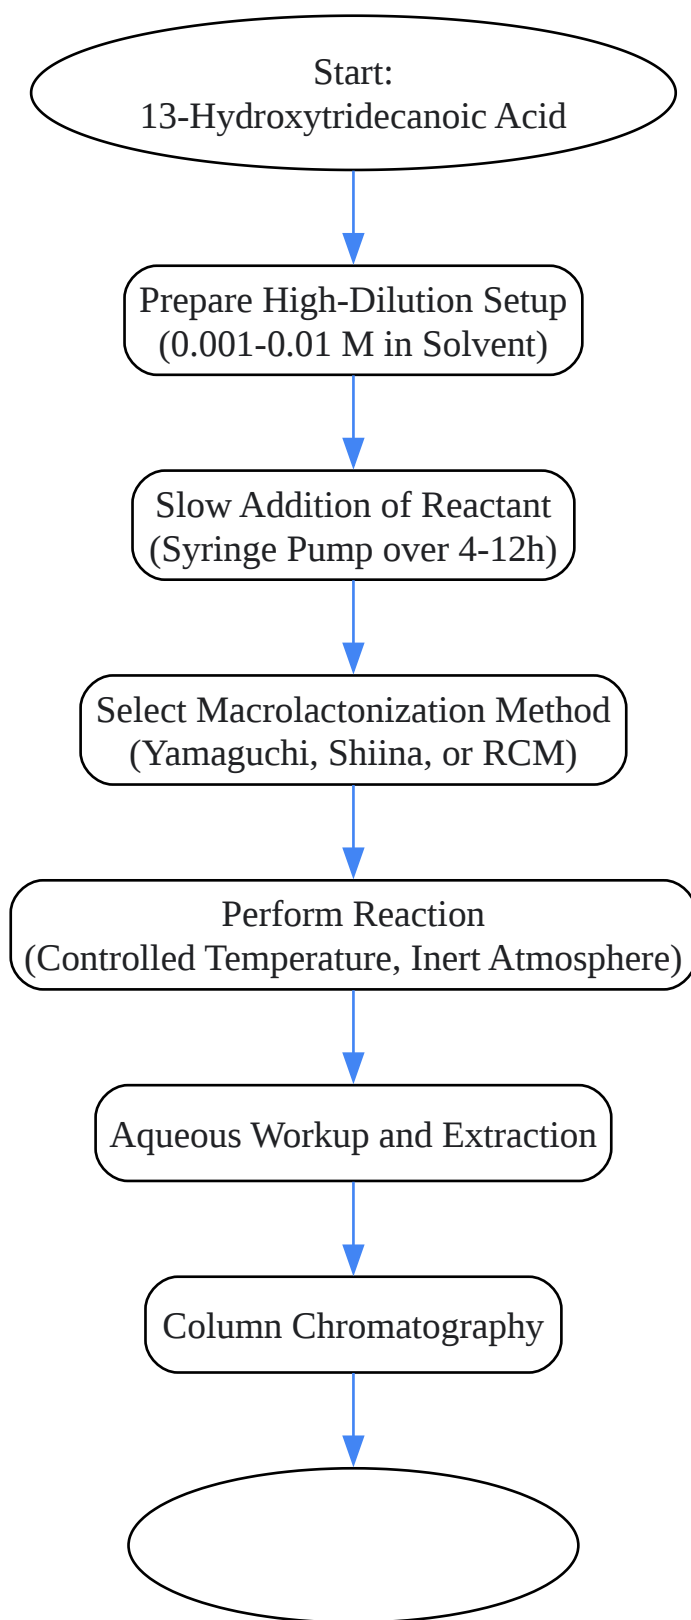 Start:
13-Hydroxytridecanoic Acid
Prepare High-Dilution Setup
(0.001-0.01 M in Solvent)
Slow Addition of Reactant
(Syringe Pump over 4-12h)
Select Macrolactonization Method
(Yamaguchi, Shiina, or RCM)
Perform Reaction
(Controlled Temperature, Inert Atmosphere)
Aqueous Workup and Extraction
Column Chromatography